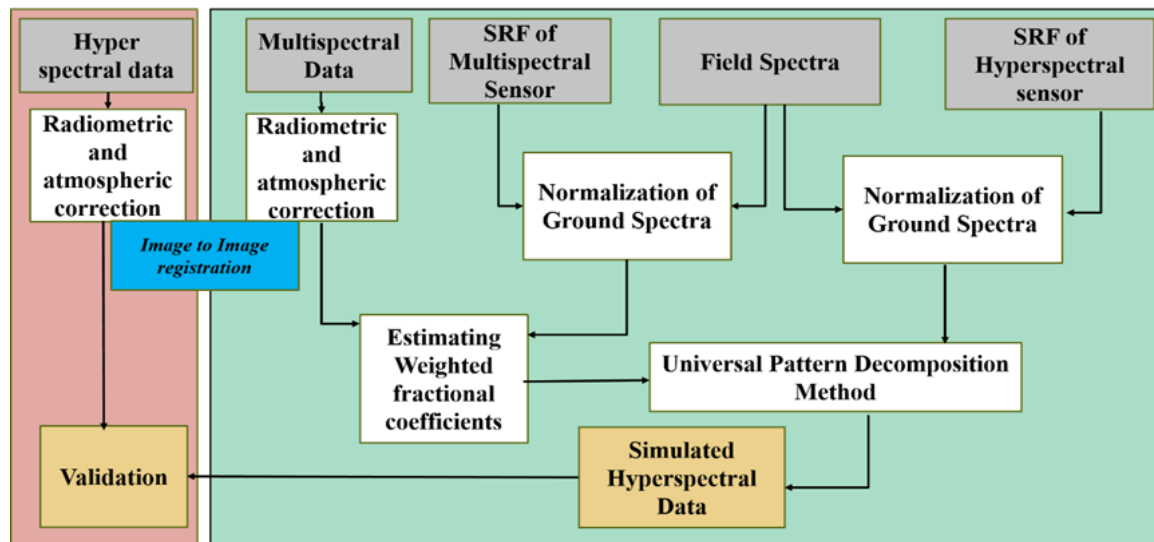 Hyper
spectral data
Multispectral
Data
SRF of
Multispectral
Sensor
Field Spectra
SRF of
Hyperspectral
sensor
Radiometric
and
atmospheric
correction
Radiometric
and
atmospheric
correction
Normalization of
Ground Spectra
Normalization of
Ground Spectra
Image to Image
registration
Estimating
Weighted
fractional
coefficients
Universal Pattern Decomposition
Method
Validation
Simulated
Hyperspectral
Data